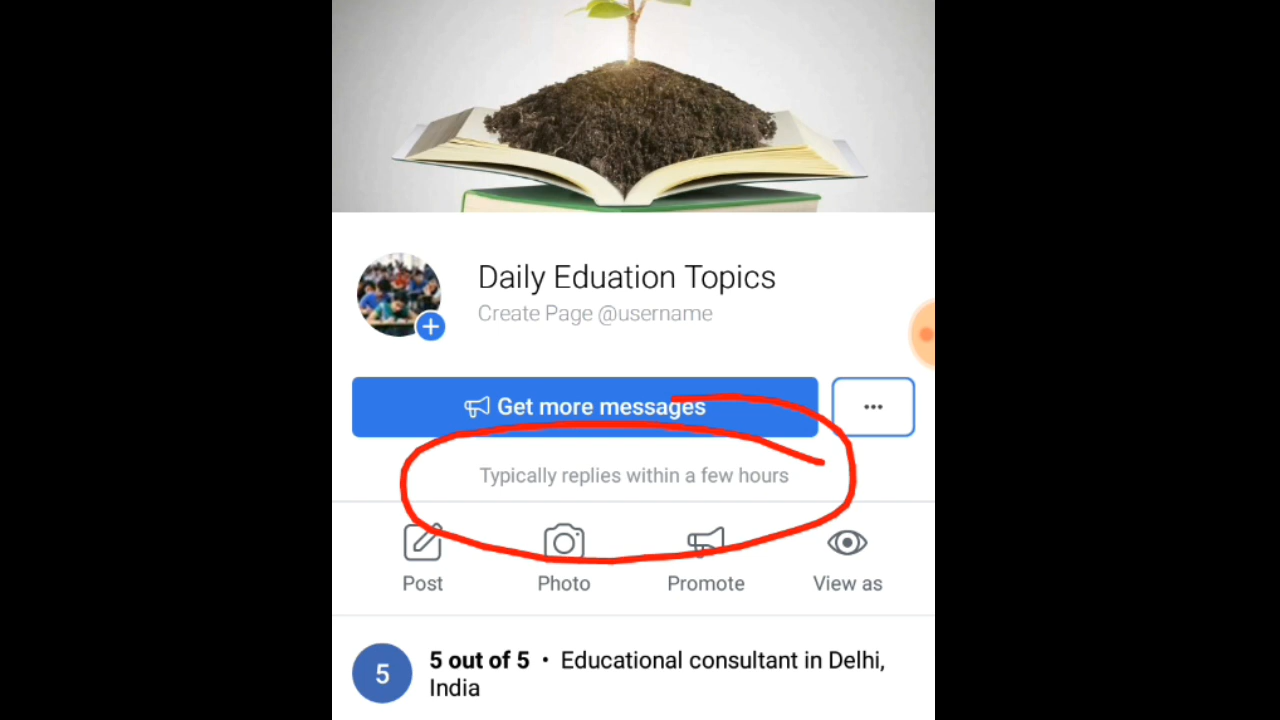 Daily Eduation Topics
Create Page @username
Get more messages
Typically replies within a few hours
Post Photo Promote View as
5
5 out of 5 · Educational consultant in Delhi,
India